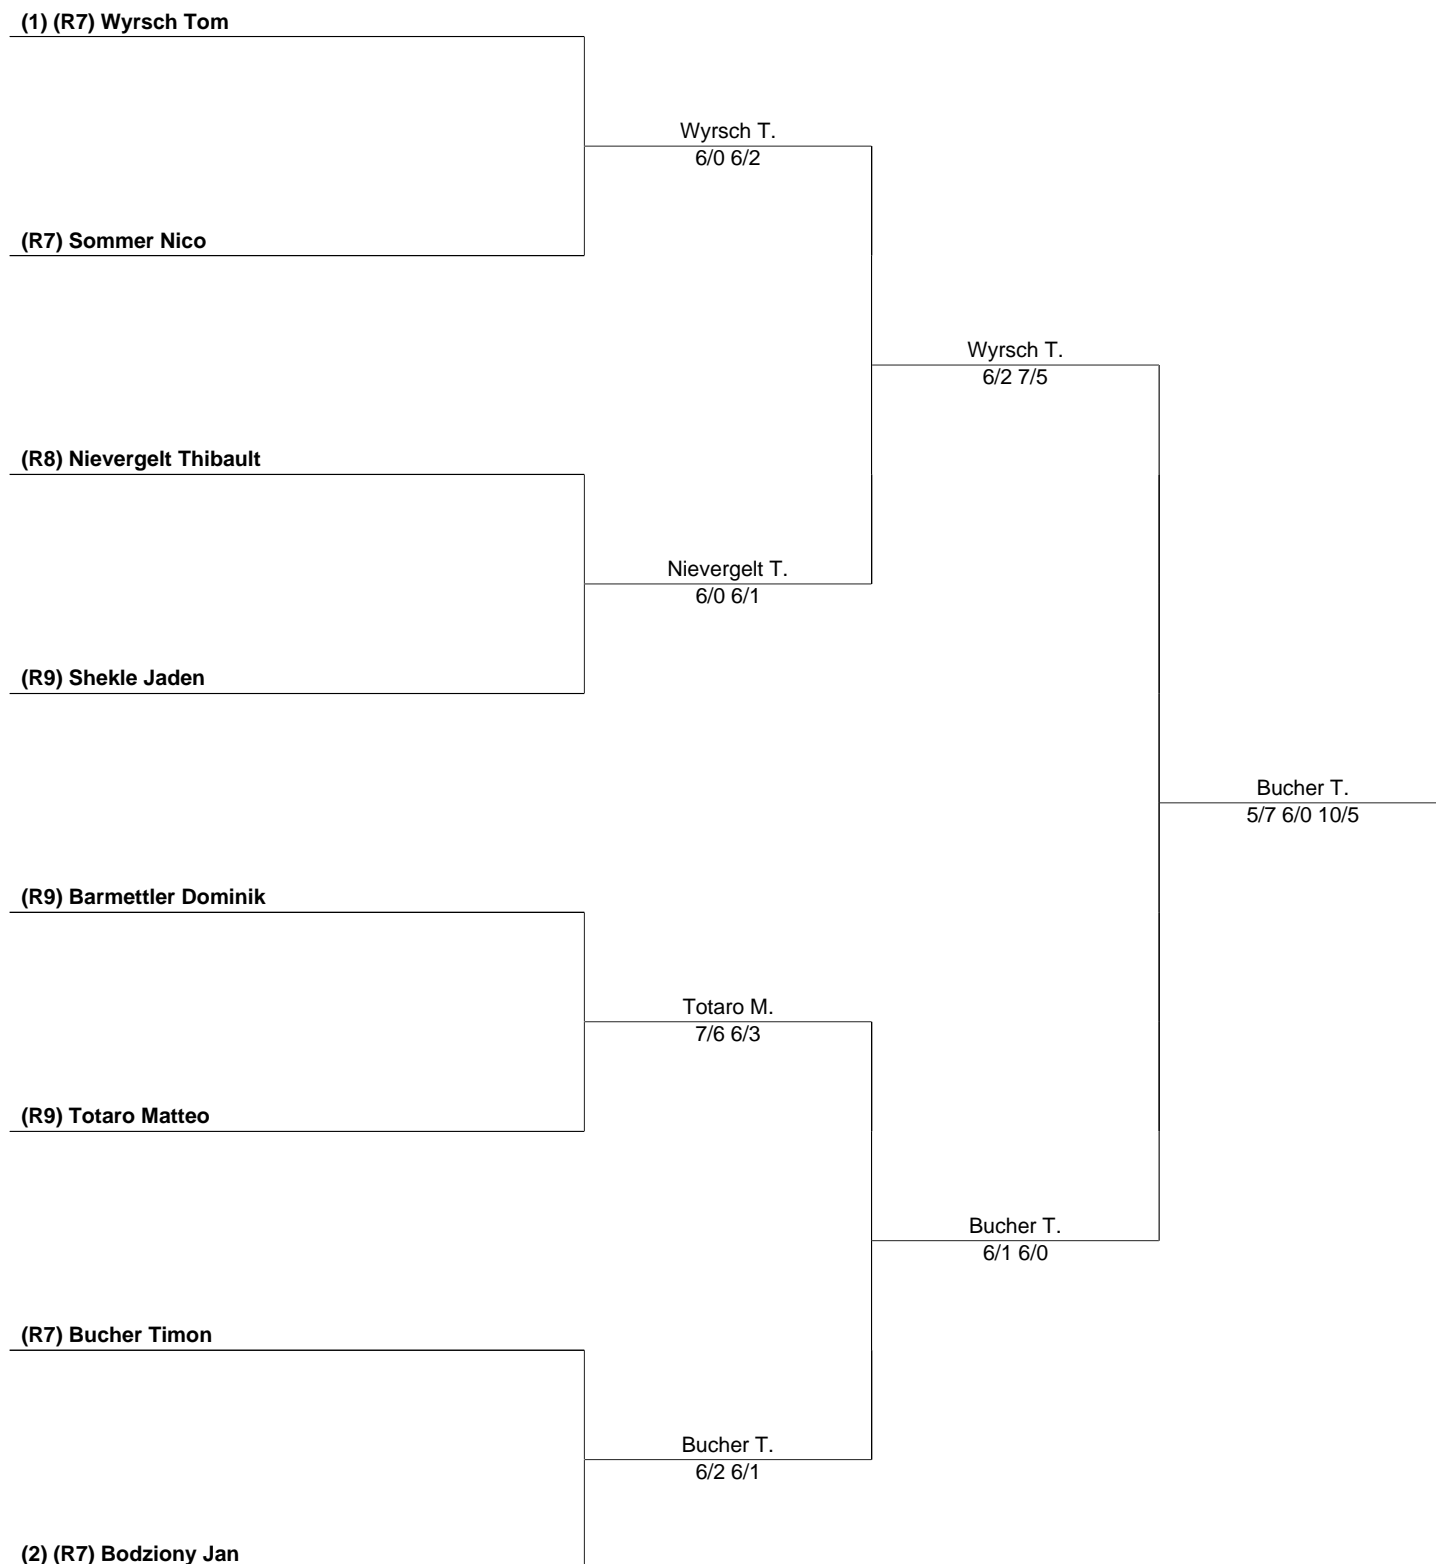 (1) (R7) Wyrsch Tom
Wyrsch T.
6/0 6/2
(R7) Sommer Nico
Wyrsch T.
6/2 7/5
(R8) Nievergelt Thibault
Nievergelt T.
6/0 6/1
(R9) Shekle Jaden
Bucher T.
5/7 6/0 10/5
(R9) Barmettler Dominik
Totaro M.
7/6 6/3
(R9) Totaro Matteo
Bucher T.
6/1 6/0
(R7) Bucher Timon
Bucher T.
6/2 6/1
(2) (R7) Bodziony Jan